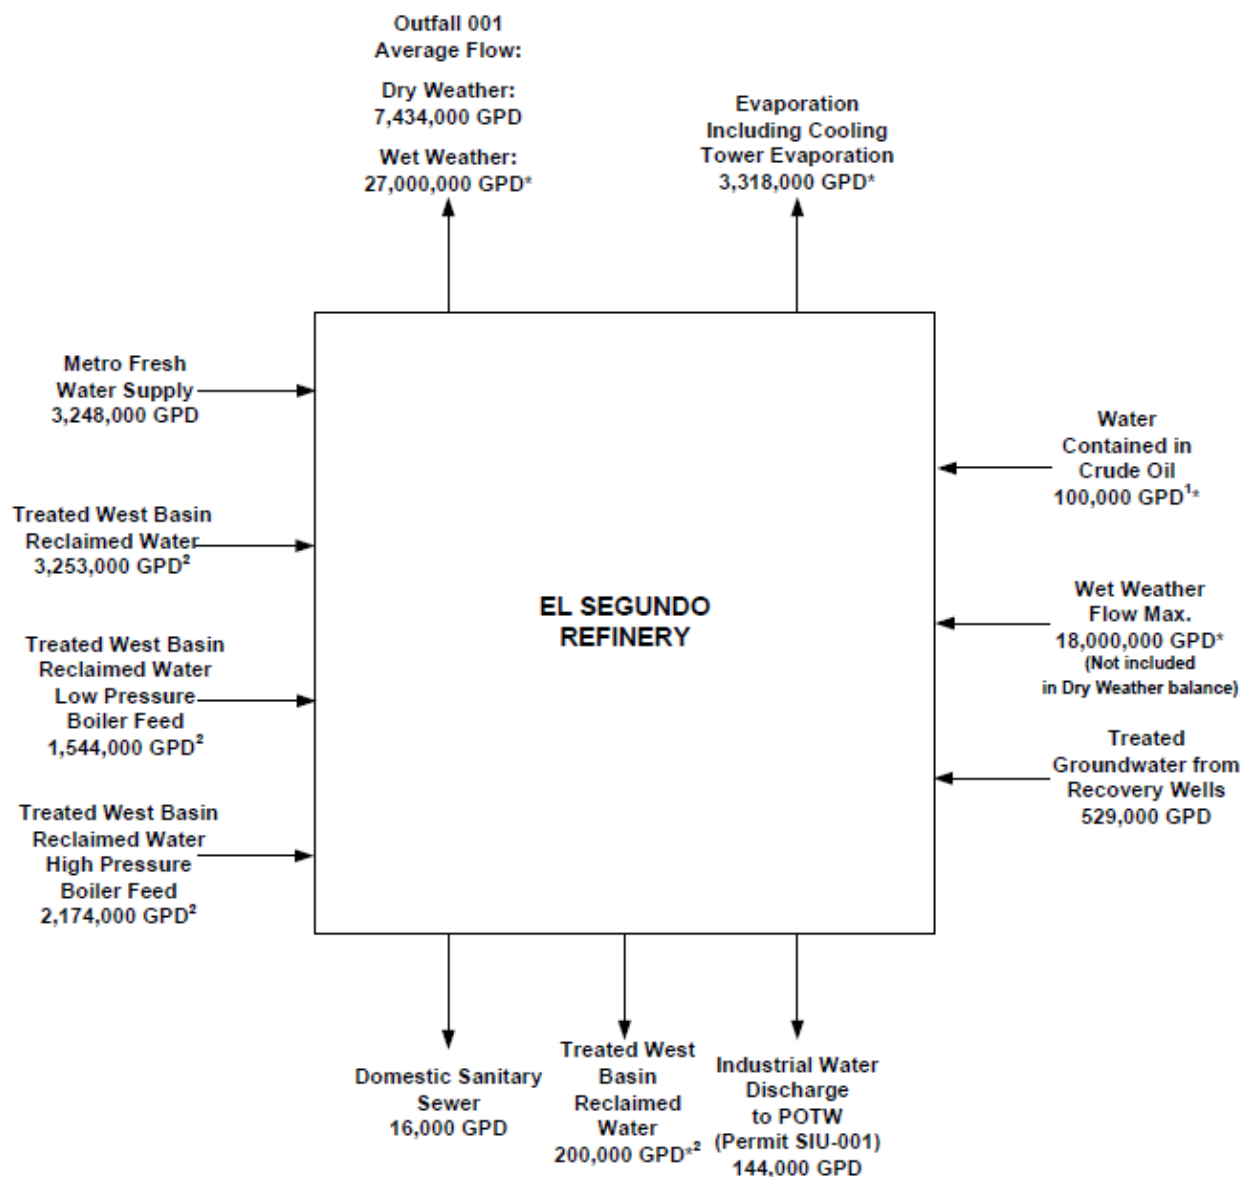 Outfall 001
Average Flow:
Dry Weather:
7,434,000 GPD
Wet Weather:
27,000,000 GPD*
Evaporation
Including Cooling
Tower Evaporation
3,318,000 GPD*
Metro Fresh
Water Supply
3,248,000 GPD
Treated West Basin
Reclaimed Water
3,253,000 GPD²
Treated West Basin
Reclaimed Water
Low Pressure
Boiler Feed
1,544,000 GPD²
Treated West Basin
Reclaimed Water
High Pressure
Boiler Feed
2,174,000 GPD²
EL SEGUNDO
REFINERY
Water
Contained in
Crude Oil
100,000 GPD¹*
Wet Weather
Flow Max.
18,000,000 GPD*
(Not included
in Dry Weather balance)
Treated
Groundwater from
Recovery Wells
529,000 GPD
Domestic Sanitary
Sewer
16,000 GPD
Treated West
Basin
Reclaimed
Water
200,000 GPD*²
Industrial Water
Discharge
to POTW
(Permit SIU-001)
144,000 GPD